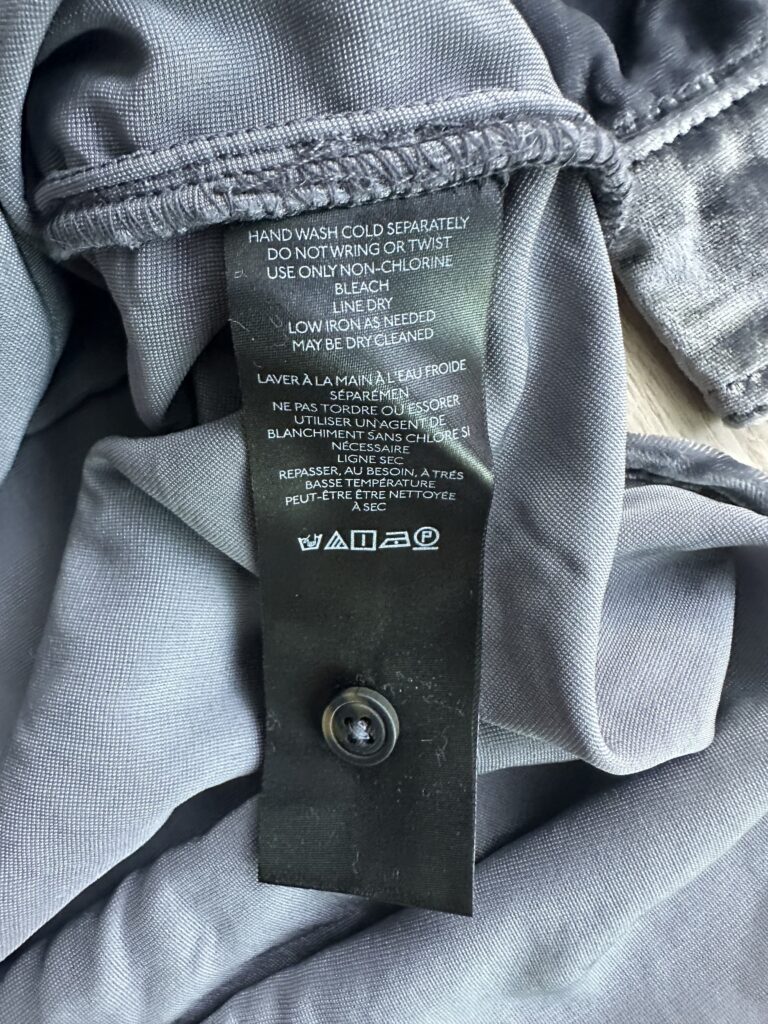 HAND WASH COLD SEPARATELY
DO NOT WRING OR TWIST
USE ONLY NON-CHLORINE
BLEACH
LINE DRY
LOW IRON AS NEEDED
MAY BE DRY CLEANED
LAVER À LA MAIN À L'EAU FROIDE
SÉPARÉMEN
NE PAS TORDRE OU ESSORER
UTILISER UN AGENT DE
BLANCHIMENT SANS CHLORE SI
NÉCESSAIRE
LIGNE SEC
REPASSER, AU BESOIN, À TRÉS
BASSE TEMPÉRATURE
PEUT-ÊTRE ÊTRE NETTOYÉE
À SEC
P